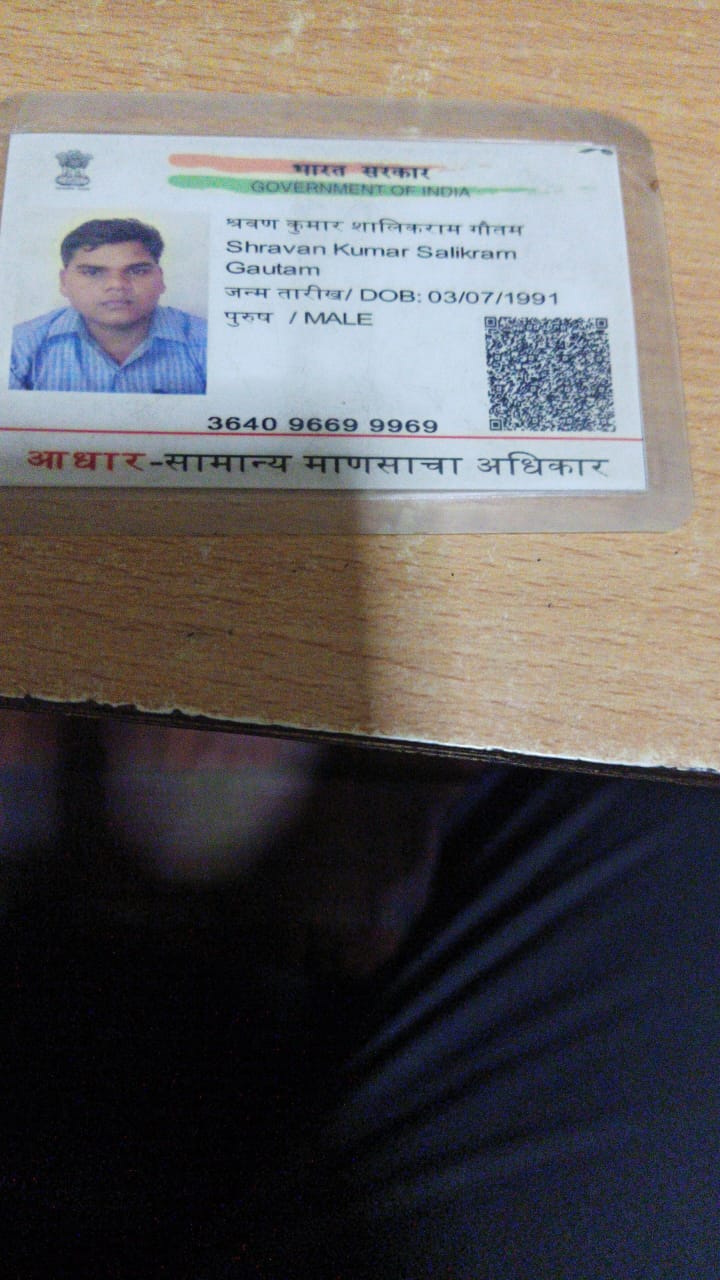 भारत सरकार
GOVERNMENT OF INDIA
श्रवण कुमार शालिकराम गौतम
Shravan Kumar Salikram
Gautam
जन्म तारीख/ DOB: 03/07/1991
पुरुष / MALE
3640 9669 9969
आधार-सामान्य माणसाचा अधिकार